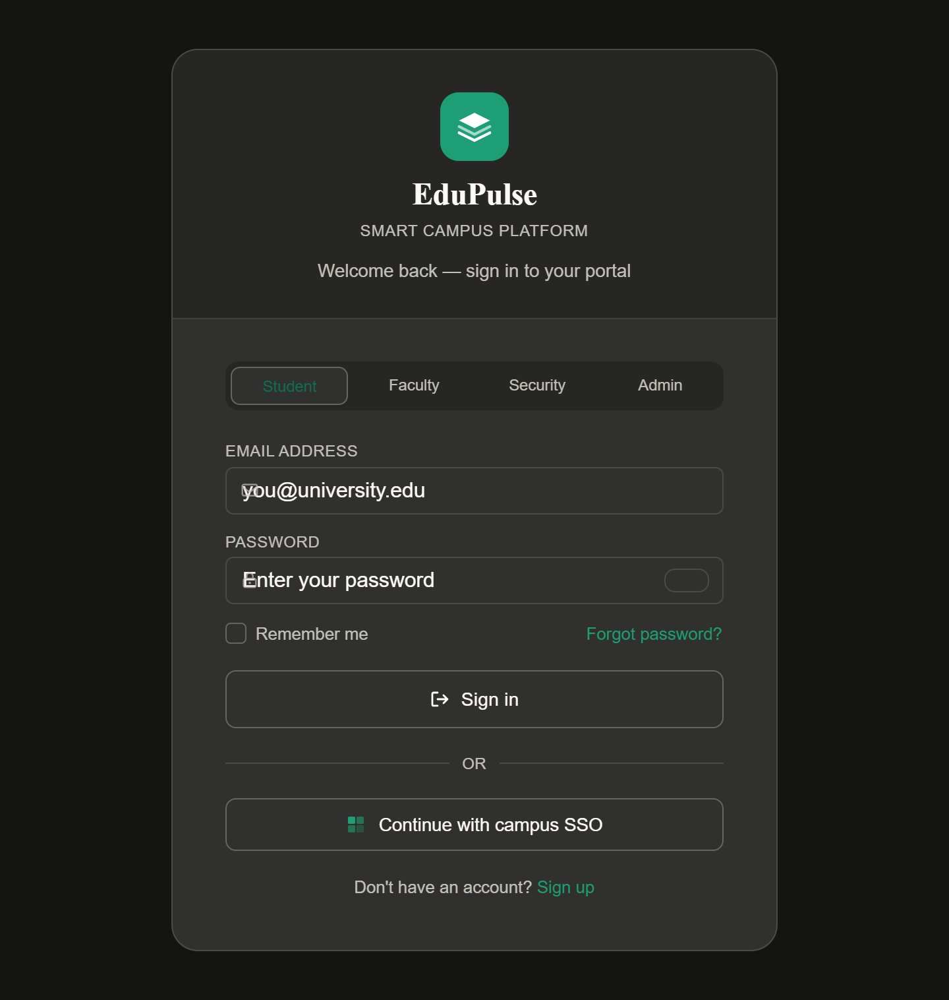 EduPulse
SMART CAMPUS PLATFORM
Welcome back — sign in to your portal
Student Faculty Security Admin
EMAIL ADDRESS
you@university.edu
PASSWORD
Enter your password
Remember me Forgot password?
Sign in
OR
Continue with campus SSO
Don't have an account? Sign up